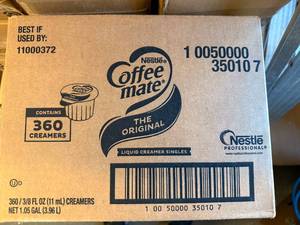 BEST IF
USED BY:
11000372
1 0050000
35010 7
Nestlé®
Coffee
mate®
THE
ORIGINAL
LIQUID CREAMER SINGLES
CONTAINS
360
CREAMERS
Nestlé
PROFESSIONAL®
360 / 3/8 FL OZ (11 mL) CREAMERS
NET 1.05 GAL (3.96 L)
1 00 50000 35010 7